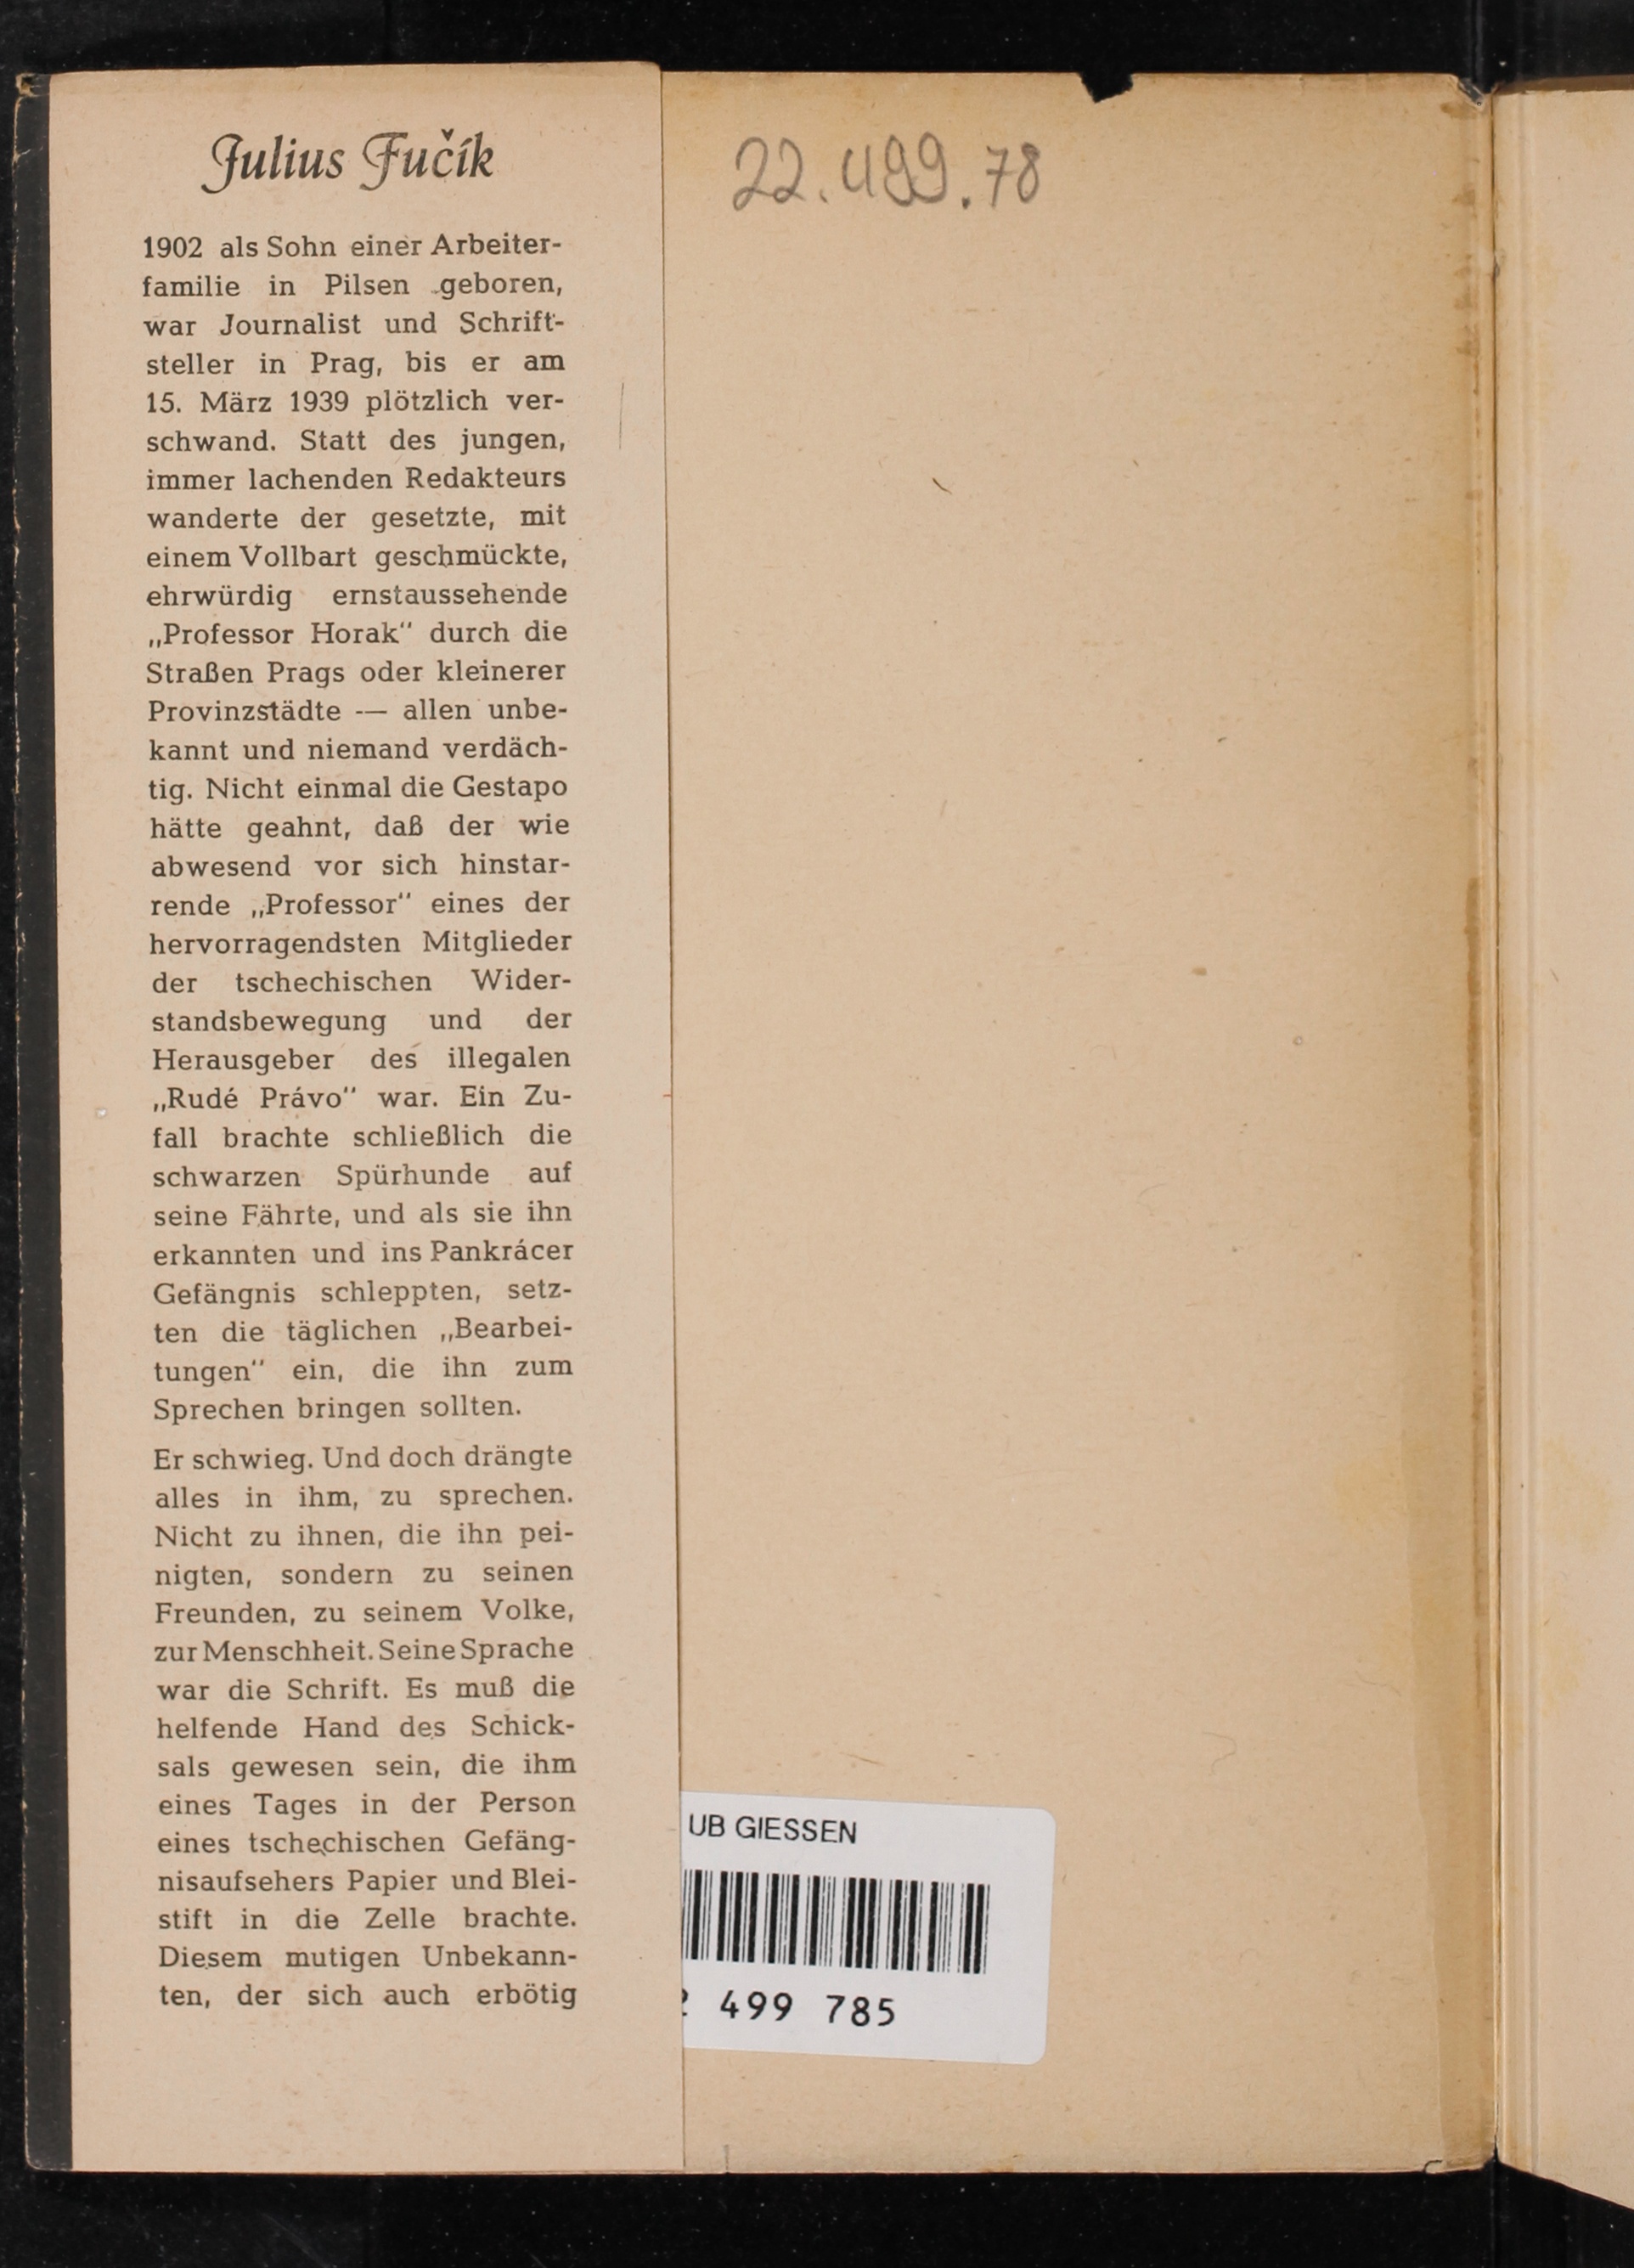 Julius Fučík
1902 als Sohn einer Arbeiter-
familie in Pilsen geboren,
war Journalist und Schrift-
steller in Prag, bis er am
15. März 1939 plötzlich ver-
schwand. Statt des jungen,
immer lachenden Redakteurs
wanderte der gesetzte, mit
einem Vollbart geschmückte,
ehrwürdig ernstaussehende
„Professor Horak“ durch die
Straßen Prags oder kleinerer
Provinzstädte — allen unbe-
kannt und niemand verdäch-
tig. Nicht einmal die Gestapo
hätte geahnt, daß der wie
abwesend vor sich hinstar-
rende „Professor“ eines der
hervorragendsten Mitglieder
der tschechischen Wider-
standsbewegung und der
Herausgeber des illegalen
„Rudé Právo“ war. Ein Zu-
fall brachte schließlich die
schwarzen Spürhunde auf
seine Fährte, und als sie ihn
erkannten und ins Pankrácer
Gefängnis schleppten, setz-
ten die täglichen „Bearbei-
tungen“ ein, die ihn zum
Sprechen bringen sollten.
Er schwieg. Und doch drängte
alles in ihm, zu sprechen.
Nicht zu ihnen, die ihn pei-
nigten, sondern zu seinen
Freunden, zu seinem Volke,
zur Menschheit. Seine Sprache
war die Schrift. Es muß die
helfende Hand des Schick-
sals gewesen sein, die ihm
eines Tages in der Person
eines tschechischen Gefäng-
nisaufsehers Papier und Blei-
stift in die Zelle brachte.
Diesem mutigen Unbekann-
ten, der sich auch erbötig
22.499.78
UB GIESSEN
499 785